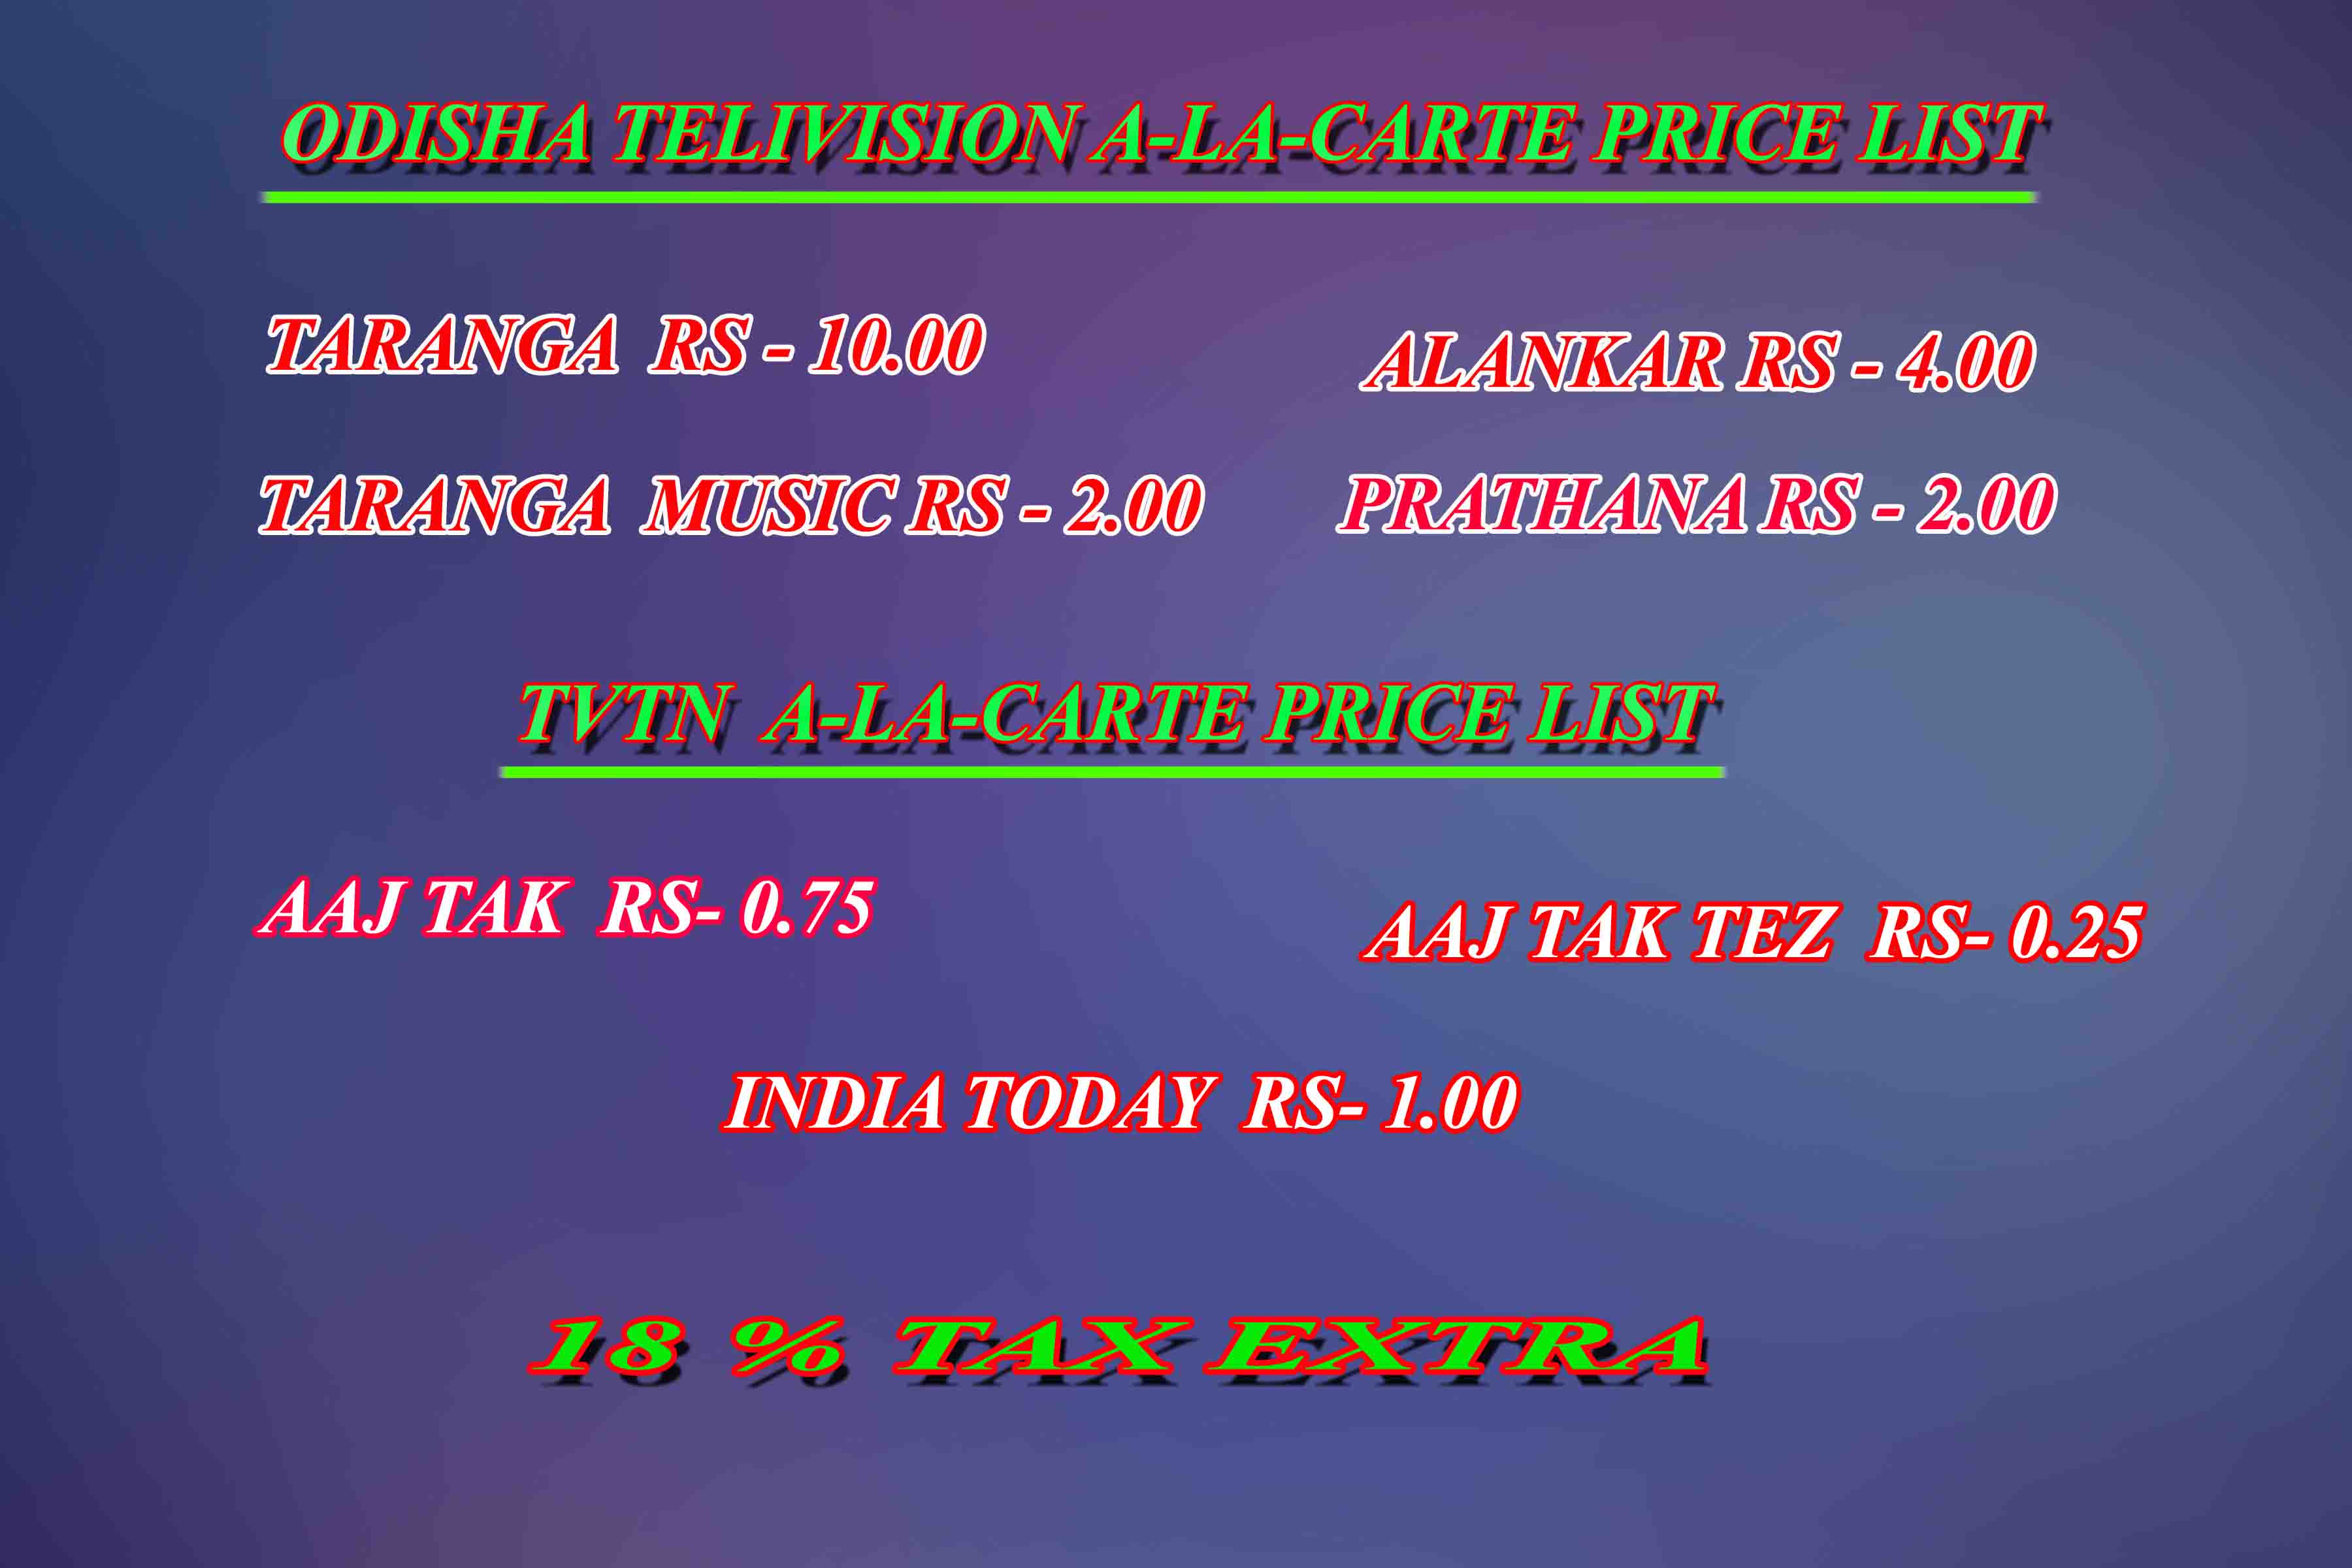 ODISHA TELIVISION A-LA-CARTE PRICE LIST
TARANGA RS - 10.00
ALANKAR RS - 4.00
TARANGA MUSIC RS - 2.00
PRATHANA RS - 2.00
TVTN A-LA-CARTE PRICE LIST
AAJ TAK RS- 0.75
AAJ TAK TEZ RS- 0.25
INDIA TODAY RS- 1.00
18 % TAX EXTRA